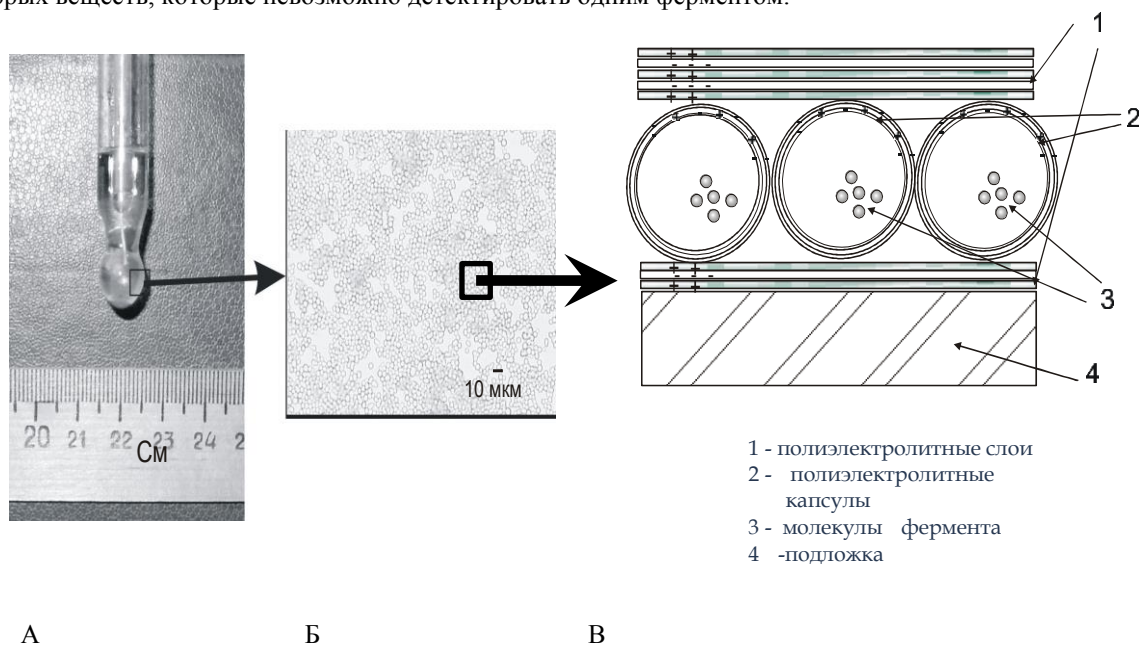 орых веществ, которые невозможно детектировать одним ферментом.
1
2
3
4
10 мкм
20 21 22 23 24 2
См
1 - полиэлектролитные слои
2 - полиэлектролитные
капсулы
3 - молекулы фермента
4 -подложка
А Б В